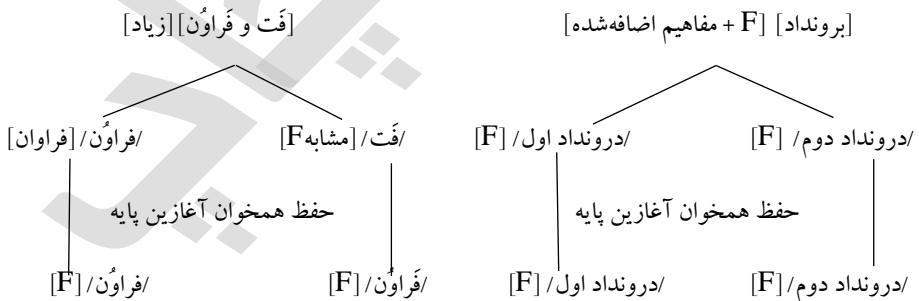 [برونداد] [F + مفاهیم اضافه‌شده] [فَت و فَراوُن] [زیاد]
/درونداد دوم/ [F] /درونداد اول/ [F] /فَت/ [مشابهF] /فراوُن/ [فراوان]
حفظ همخوان آغازین پایه حفظ همخوان آغازین پایه
/درونداد دوم/ [F] /درونداد اول/ [F] /فَراوُن/ [F] /فراوُن/ [F]